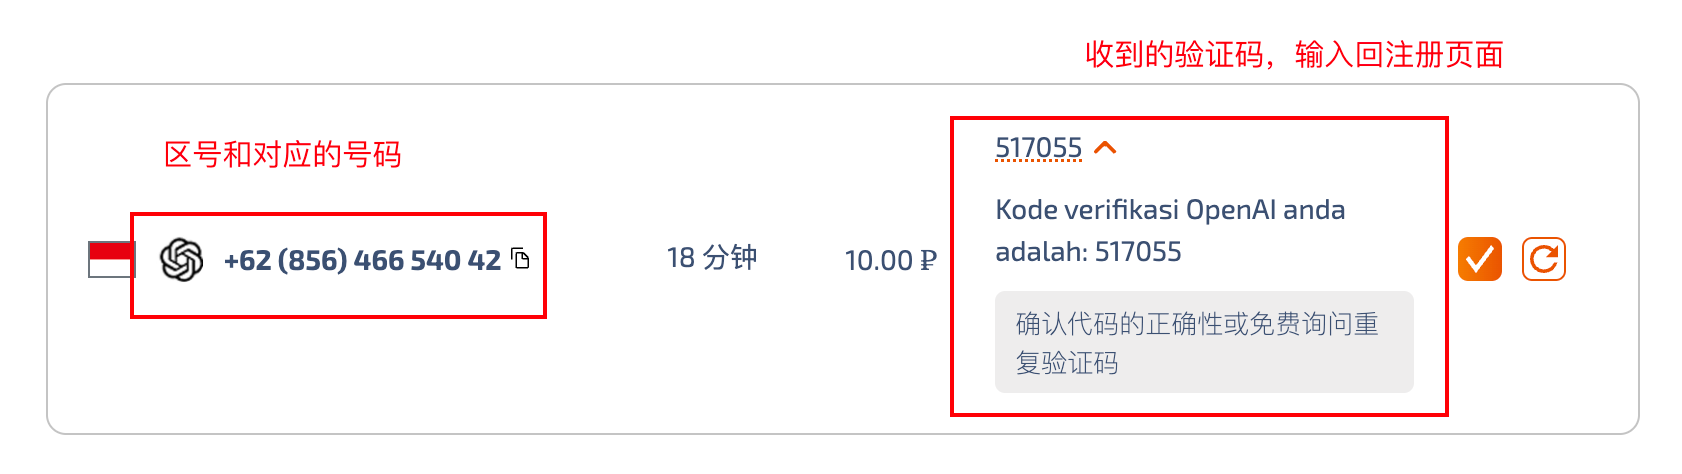 收到的验证码，输入回注册页面
区号和对应的号码
517055
+62 (856) 466 540 42
18 分钟
10.00 ₽
Kode verifikasi OpenAI anda
adalah: 517055
确认代码的正确性或免费询问重
复验证码